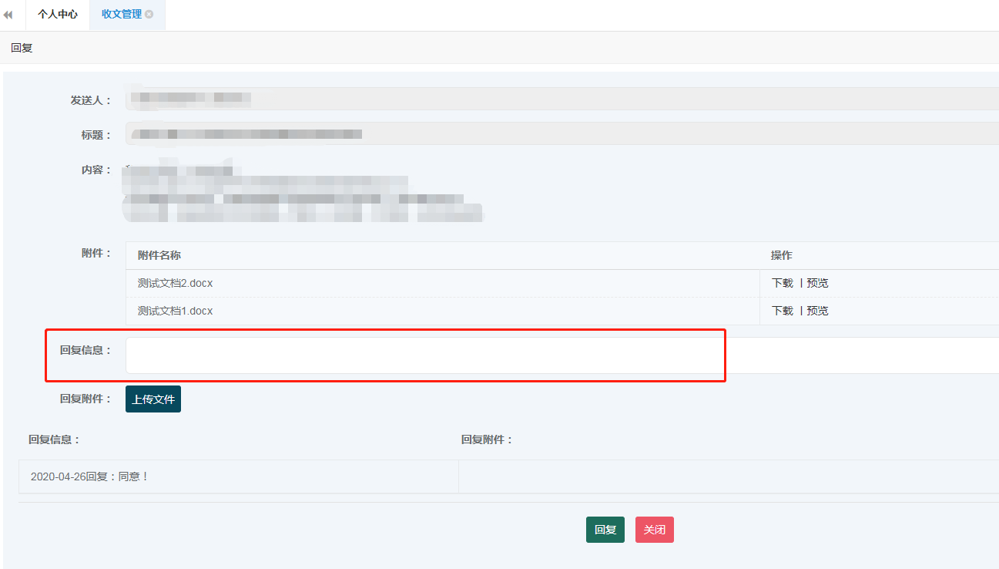 个人中心 收文管理
回复
发送人：
标题：
内容：
附件： 附件名称 操作
测试文档2.docx 下载 | 预览
测试文档1.docx 下载 | 预览
回复信息：
回复附件： 上传文件
回复信息： 回复附件：
2020-04-26回复：同意！
回复 关闭